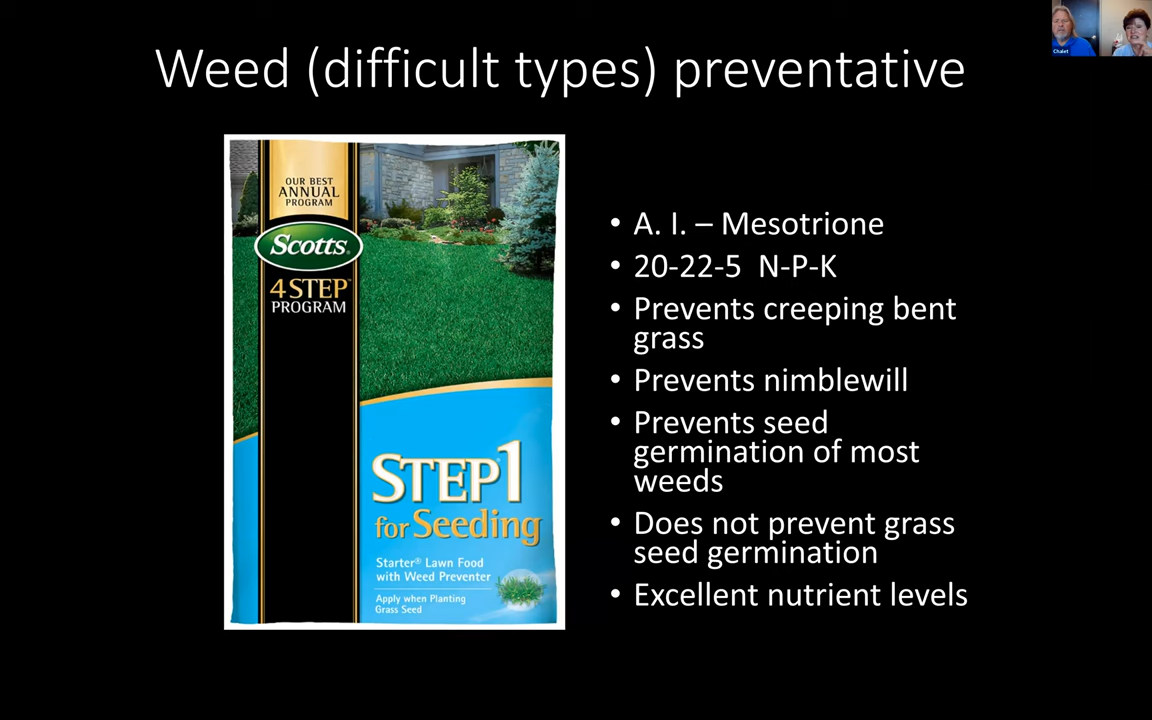 Weed (difficult types) preventative
Chalet
OUR BEST
ANNUAL
PROGRAM
Scotts
4 STEP™
PROGRAM
STEP 1
for Seeding
Starter® Lawn Food
with Weed Preventer
Apply when Planting
Grass Seed
• A. I. – Mesotrione
• 20-22-5 N-P-K
• Prevents creeping bent
grass
• Prevents nimblewill
• Prevents seed
germination of most
weeds
• Does not prevent grass
seed germination
• Excellent nutrient levels